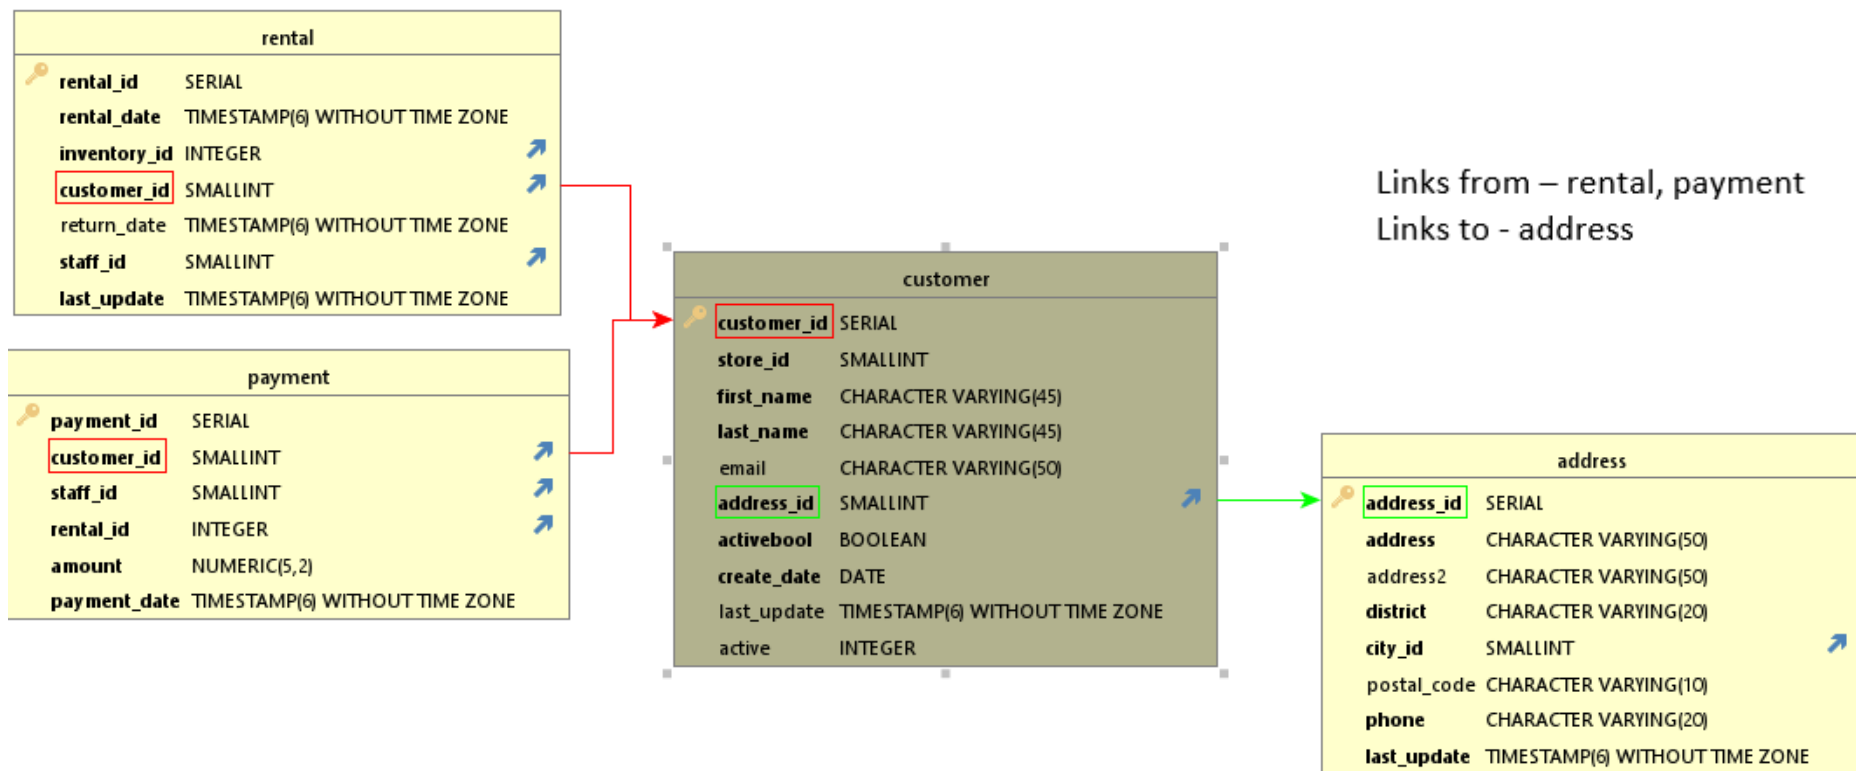 rental
rental_id SERIAL
rental_date TIMESTAMP(6) WITHOUT TIME ZONE
inventory_id INTEGER
customer_id SMALLINT
return_date TIMESTAMP(6) WITHOUT TIME ZONE
staff_id SMALLINT
last_update TIMESTAMP(6) WITHOUT TIME ZONE
payment
payment_id SERIAL
customer_id SMALLINT
staff_id SMALLINT
rental_id INTEGER
amount NUMERIC(5,2)
payment_date TIMESTAMP(6) WITHOUT TIME ZONE
customer
customer_id SERIAL
store_id SMALLINT
first_name CHARACTER VARYING(45)
last_name CHARACTER VARYING(45)
email CHARACTER VARYING(50)
address_id SMALLINT
activebool BOOLEAN
create_date DATE
last_update TIMESTAMP(6) WITHOUT TIME ZONE
active INTEGER
Links from – rental, payment
Links to - address
address
address_id SERIAL
address CHARACTER VARYING(50)
address2 CHARACTER VARYING(50)
district CHARACTER VARYING(20)
city_id SMALLINT
postal_code CHARACTER VARYING(10)
phone CHARACTER VARYING(20)
last_update TIMESTAMP(6) WITHOUT TIME ZONE